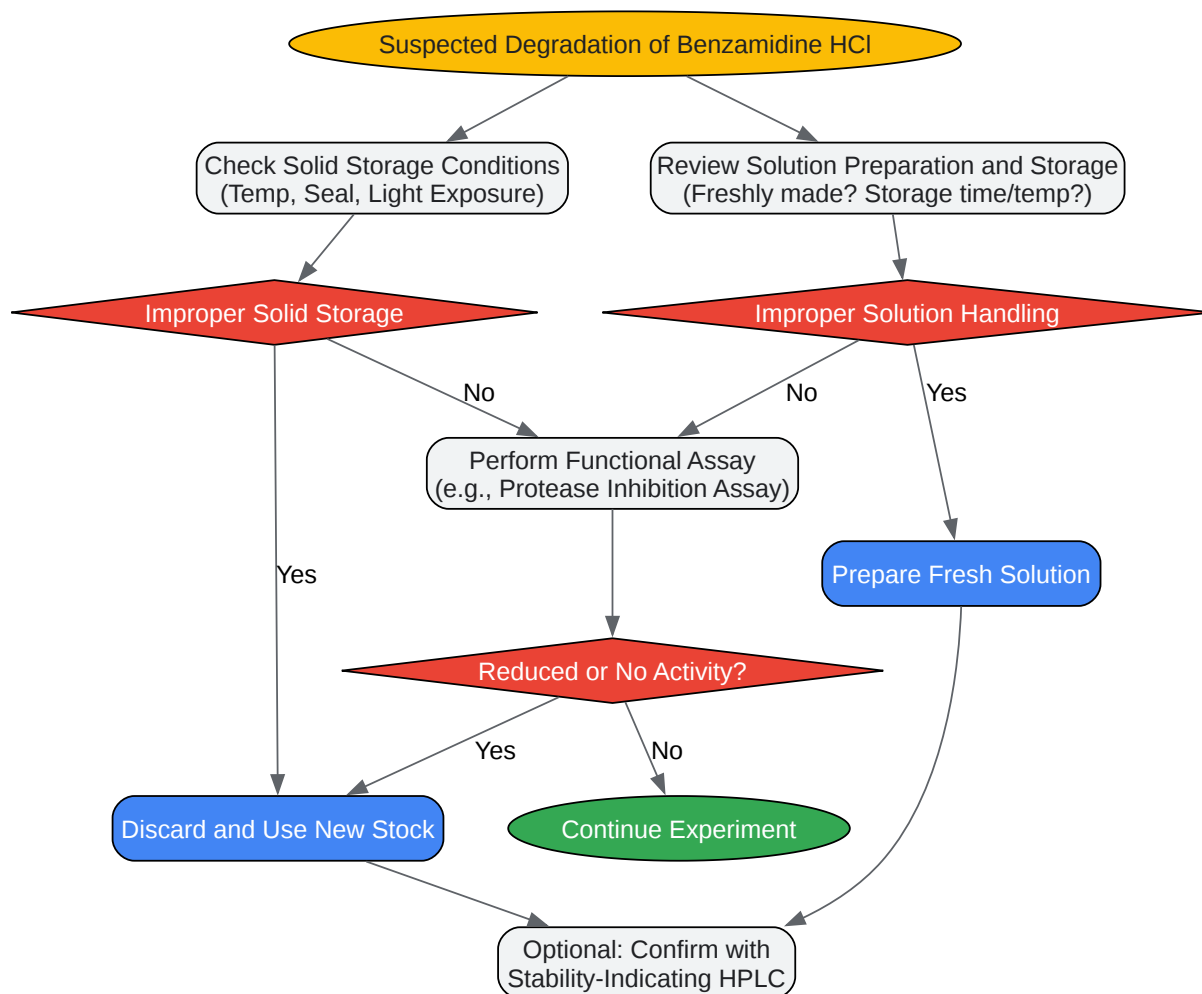 Suspected Degradation of Benzamidine HCl
Check Solid Storage Conditions
(Temp, Seal, Light Exposure)
Review Solution Preparation and Storage
(Freshly made? Storage time/temp?)
Improper Solid Storage
Improper Solution Handling
No
No
Yes
Perform Functional Assay
(e.g., Protease Inhibition Assay)
Yes
Prepare Fresh Solution
Reduced or No Activity?
Yes
No
Discard and Use New Stock
Continue Experiment
Optional: Confirm with
Stability-Indicating HPLC